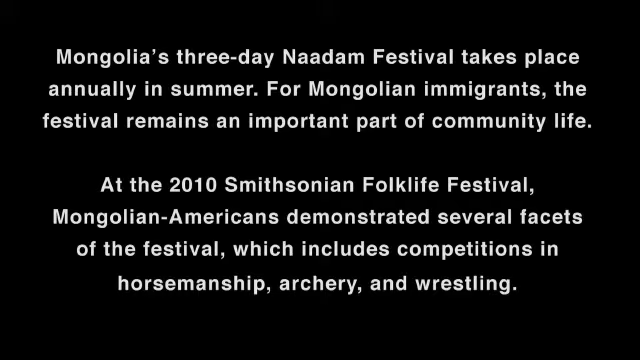 Mongolia's three-day Naadam Festival takes place
annually in summer. For Mongolian immigrants, the
festival remains an important part of community life.
At the 2010 Smithsonian Folklife Festival,
Mongolian-Americans demonstrated several facets
of the festival, which includes competitions in
horsemanship, archery, and wrestling.